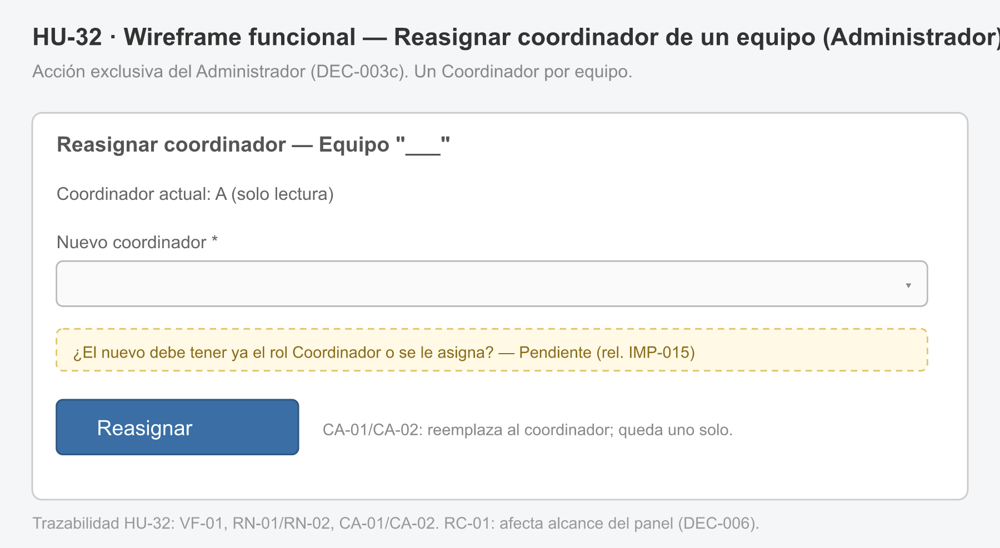 HU-32 · Wireframe funcional — Reasignar coordinador de un equipo (Administrador)
Acción exclusiva del Administrador (DEC-003c). Un Coordinador por equipo.
Reasignar coordinador — Equipo "___"
Coordinador actual: A (solo lectura)
Nuevo coordinador *
▾
¿El nuevo debe tener ya el rol Coordinador o se le asigna? — Pendiente (rel. IMP-015)
Reasignar
CA-01/CA-02: reemplaza al coordinador; queda uno solo.
Trazabilidad HU-32: VF-01, RN-01/RN-02, CA-01/CA-02. RC-01: afecta alcance del panel (DEC-006).